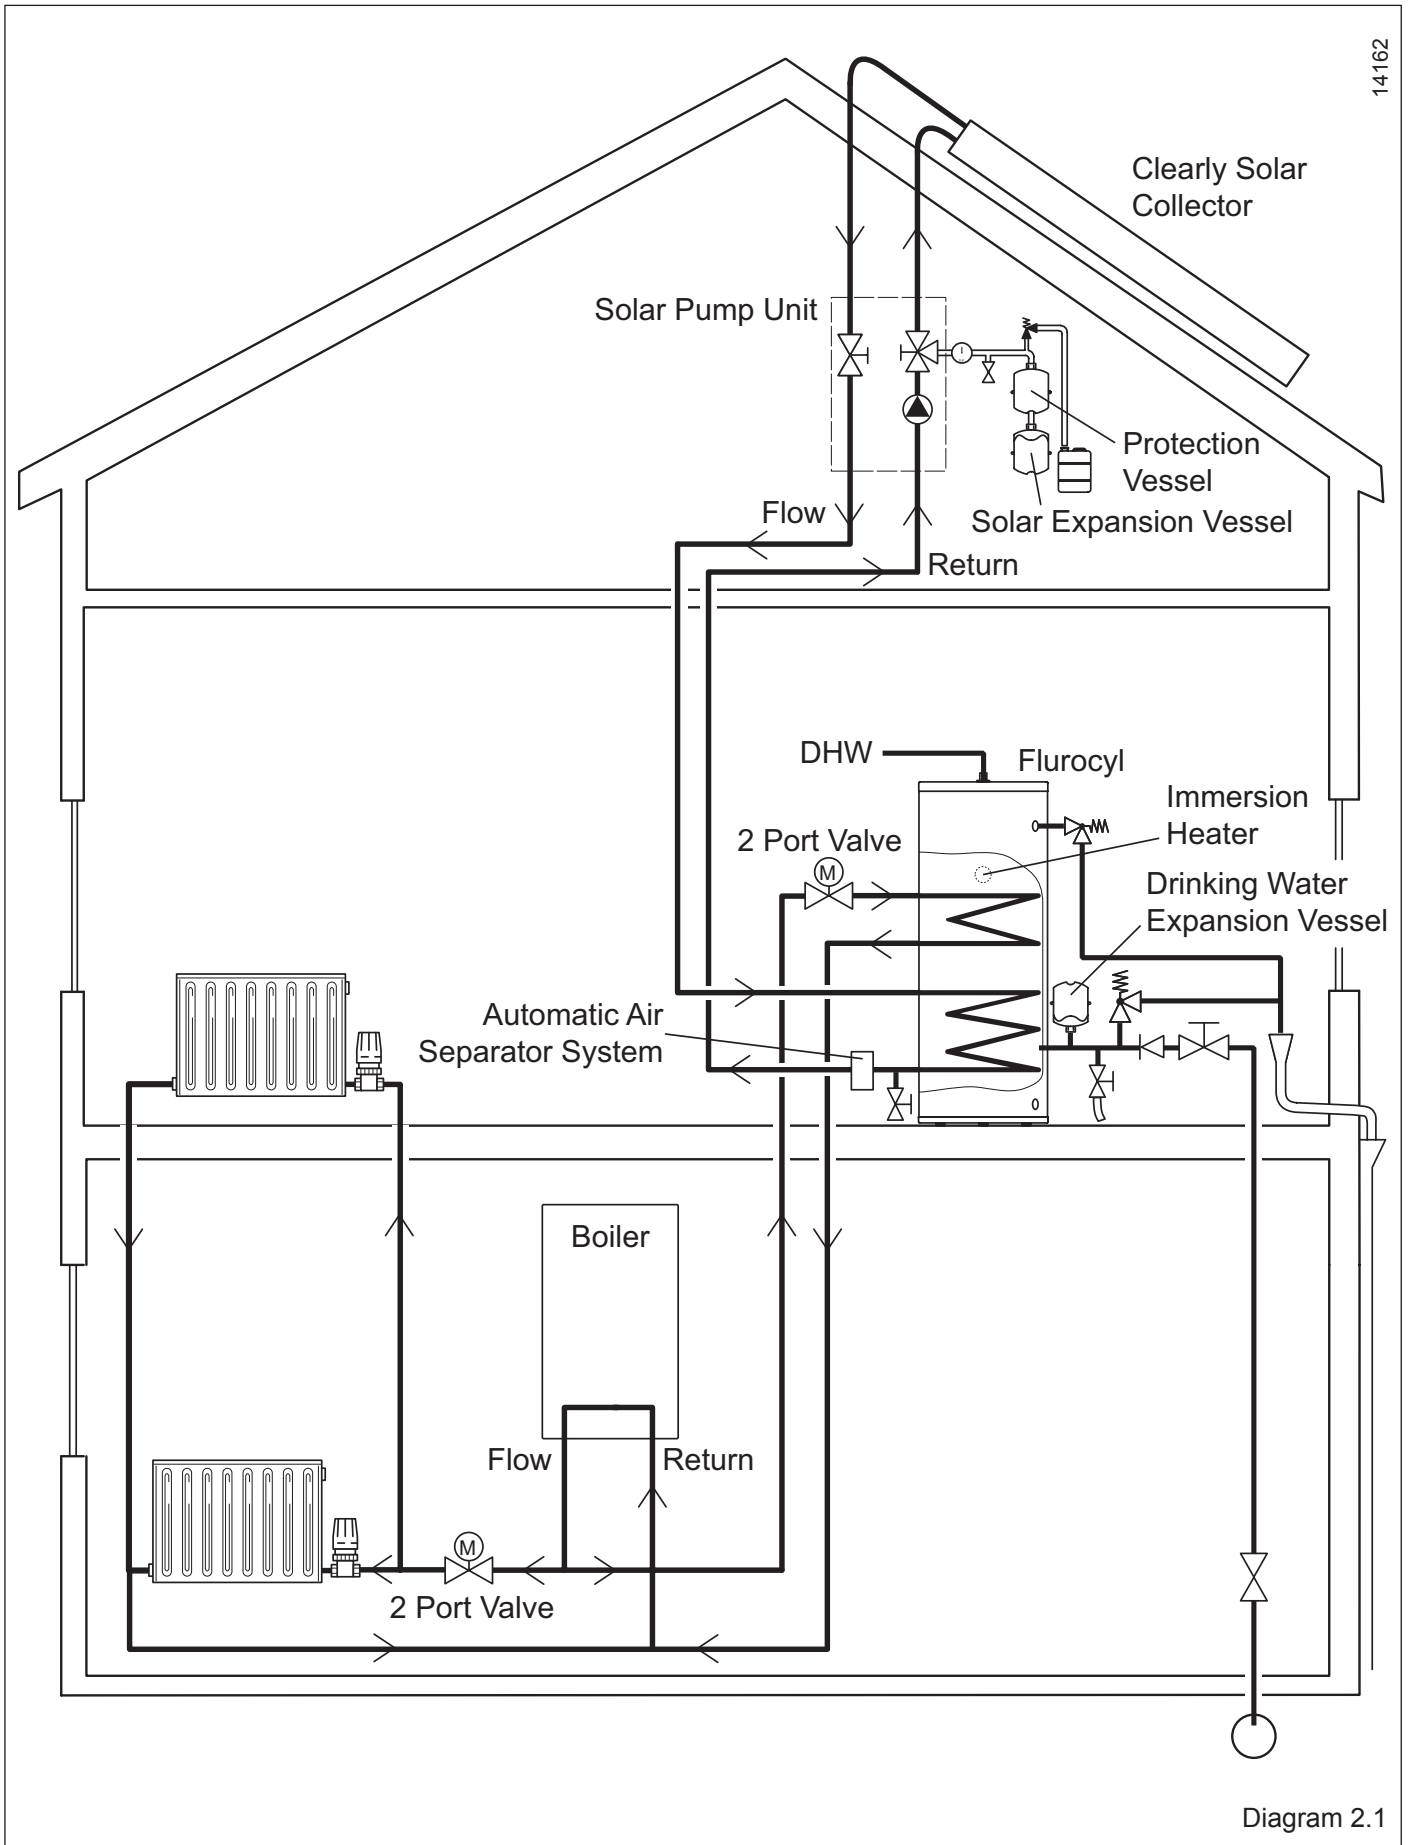 14162
Clearly Solar
Collector
Solar Pump Unit
Protection
Vessel
Flow
Solar Expansion Vessel
Return
DHW
Flurocyl
Immersion
Heater
2 Port Valve
M
Drinking Water
Expansion Vessel
Automatic Air
Separator System
Boiler
Flow
Return
M
2 Port Valve
Diagram 2.1